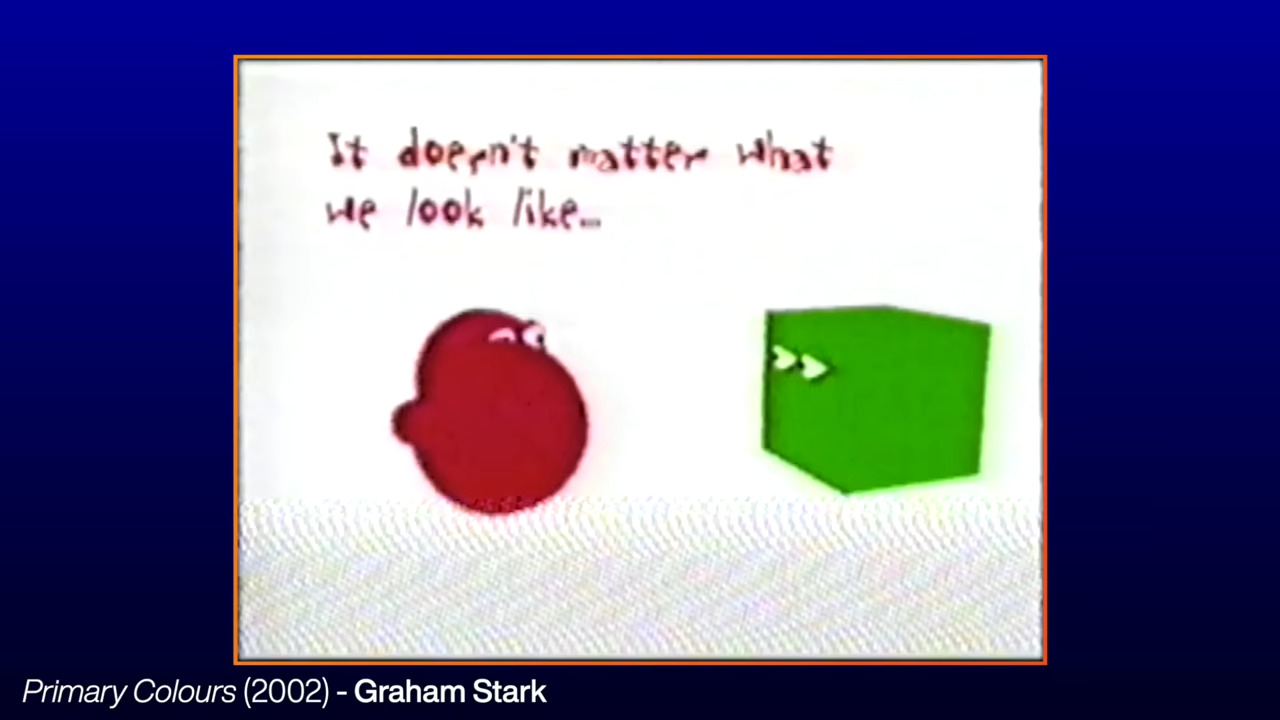 It doesn't matter what
we look like...
Primary Colours (2002) - Graham Stark